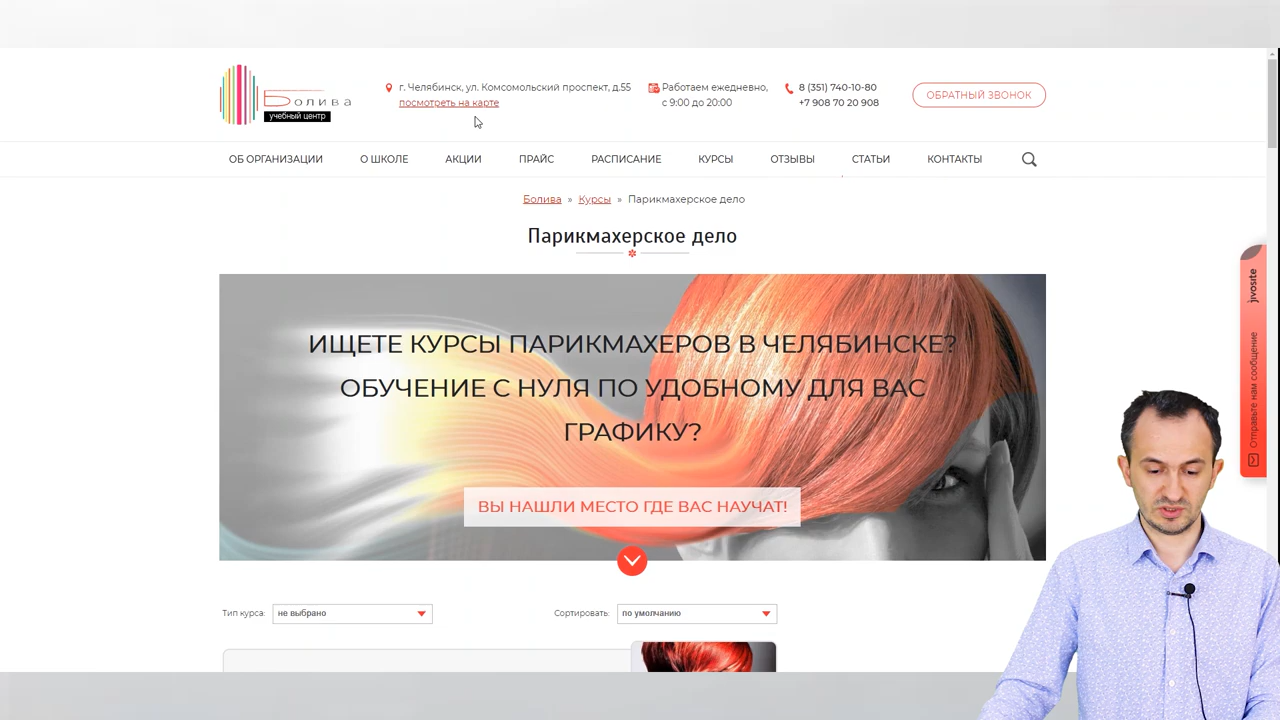 Болива
учебный центр
г. Челябинск, ул. Комсомольский проспект, д.55
посмотреть на карте
Работаем ежедневно,
с 9:00 до 20:00
8 (351) 740-10-80
+7 908 70 20 908
ОБРАТНЫЙ ЗВОНОК
ОБ ОРГАНИЗАЦИИ О ШКОЛЕ АКЦИИ ПРАЙС РАСПИСАНИЕ КУРСЫ ОТЗЫВЫ СТАТЬИ КОНТАКТЫ
Болива » Курсы » Парикмахерское дело
Парикмахерское дело
ИЩЕТЕ КУРСЫ ПАРИКМАХЕРОВ В ЧЕЛЯБИНСКЕ?
ОБУЧЕНИЕ С НУЛЯ ПО УДОБНОМУ ДЛЯ ВАС
ГРАФИКУ?
ВЫ НАШЛИ МЕСТО ГДЕ ВАС НАУЧАТ!
Тип курса: не выбрано
Сортировать: по умолчанию
jivosite
Отправьте нам сообщение